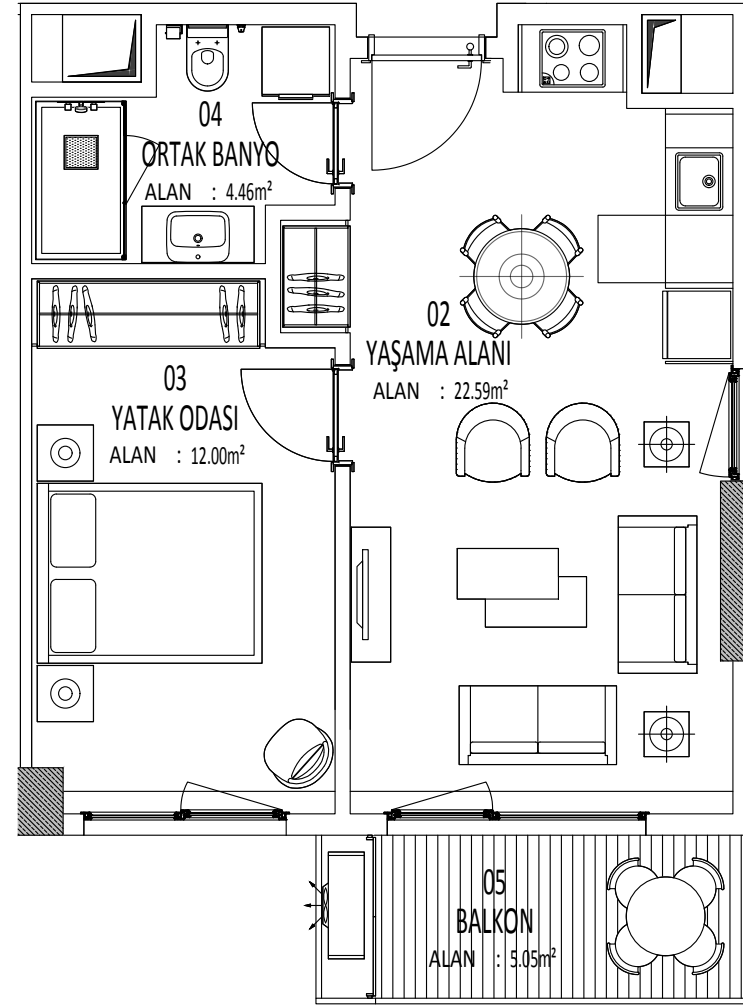 04
ORTAK BANYO
ALAN : 4.46m²
02
YAŞAMA ALANI
ALAN : 22.59m²
03
YATAK ODASI
ALAN : 12.00m²
05
BALKON
ALAN : 5.05m²